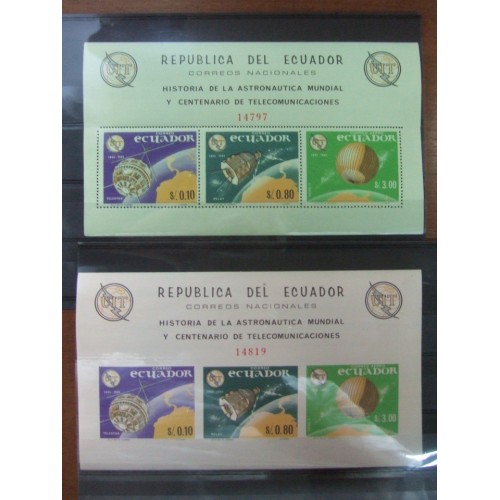 REPUBLICA DEL ECUADOR
CORREOS NACIONALES
HISTORIA DE LA ASTRONAUTICA MUNDIAL
Y CENTENARIO DE TELECOMUNICACIONES
14797
ECUADOR ECUADOR ECUADOR
S/. 0.10 S/. 0.80 S/. 3.00
REPUBLICA DEL ECUADOR
CORREOS NACIONALES
HISTORIA DE LA ASTRONAUTICA MUNDIAL
Y CENTENARIO DE TELECOMUNICACIONES
14819
ECUADOR ECUADOR ECUADOR
S/. 0.10 S/. 0.80 S/. 3.00